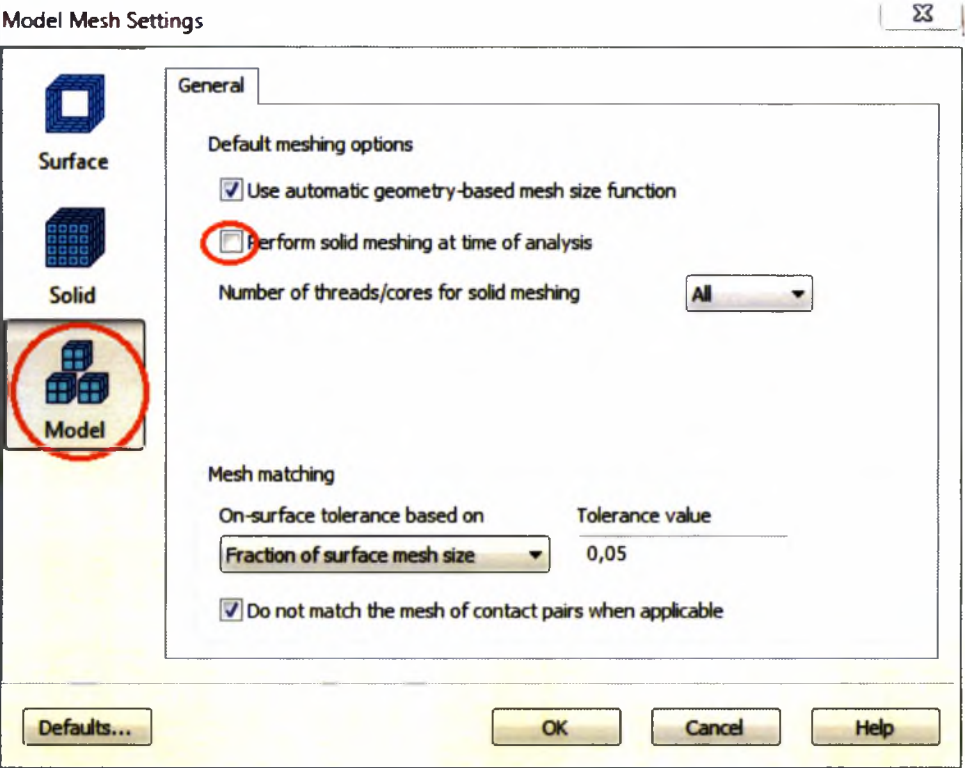 Model Mesh Settings
General
Surface
Solid
Model
Default meshing options
Use automatic geometry-based mesh size function
Perform solid meshing at time of analysis
Number of threads/cores for solid meshing
All
Mesh matching
On-surface tolerance based on
Tolerance value
Fraction of surface mesh size
0,05
Do not match the mesh of contact pairs when applicable
Defaults...
OK
Cancel
Help